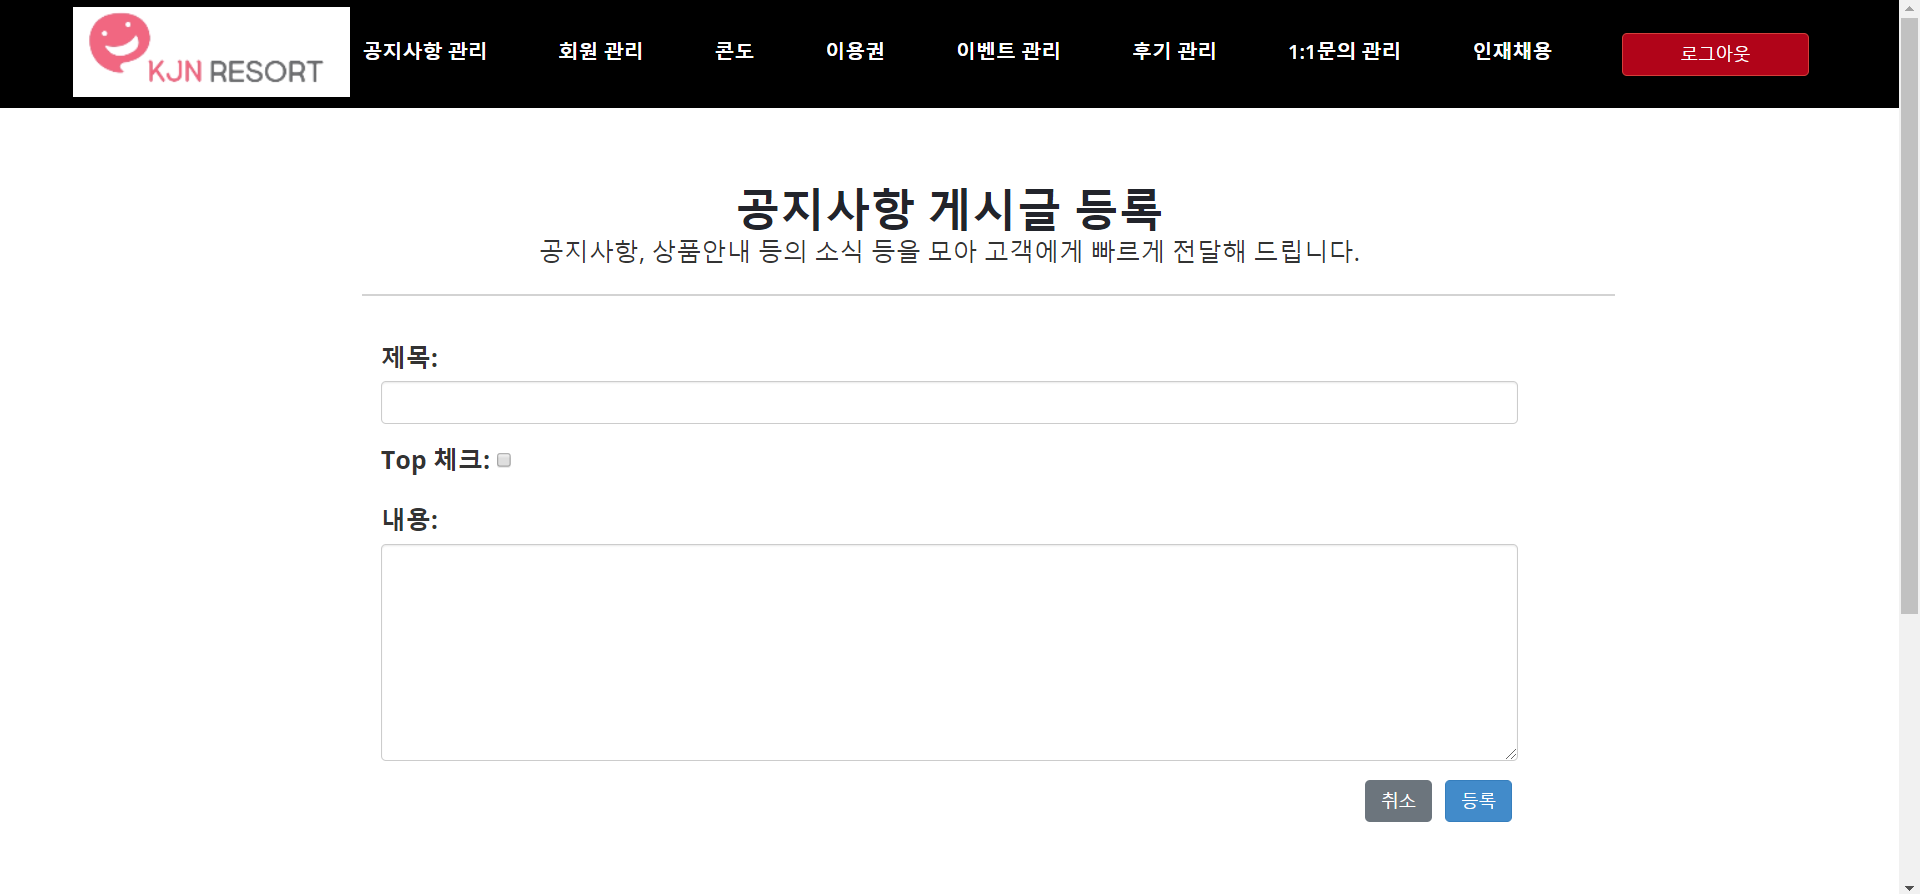 KJN RESORT
공지사항 관리 회원 관리 콘도 이용권 이벤트 관리 후기 관리 1:1문의 관리 인재채용 로그아웃
공지사항 게시글 등록
공지사항, 상품안내 등의 소식 등을 모아 고객에게 빠르게 전달해 드립니다.
제목:
Top 체크:
내용:
취소 등록